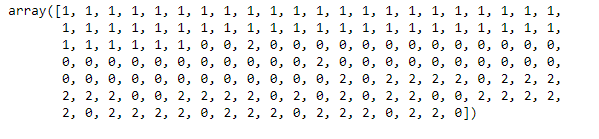 array([1, 1, 1, 1, 1, 1, 1, 1, 1, 1, 1, 1, 1, 1, 1, 1, 1, 1, 1, 1, 1, 1,
1, 1, 1, 1, 1, 1, 1, 1, 1, 1, 1, 1, 1, 1, 1, 1, 1, 1, 1, 1, 1, 1,
1, 1, 1, 1, 1, 1, 0, 0, 2, 0, 0, 0, 0, 0, 0, 0, 0, 0, 0, 0, 0, 0,
0, 0, 0, 0, 0, 0, 0, 0, 0, 0, 0, 2, 0, 0, 0, 0, 0, 0, 0, 0, 0, 0,
0, 0, 0, 0, 0, 0, 0, 0, 0, 0, 0, 0, 2, 0, 2, 2, 2, 2, 0, 2, 2, 2,
2, 2, 2, 0, 0, 2, 2, 2, 2, 0, 2, 0, 2, 0, 2, 2, 0, 0, 2, 2, 2, 2,
2, 0, 2, 2, 2, 2, 0, 2, 2, 2, 0, 2, 2, 2, 0, 2, 2, 0])